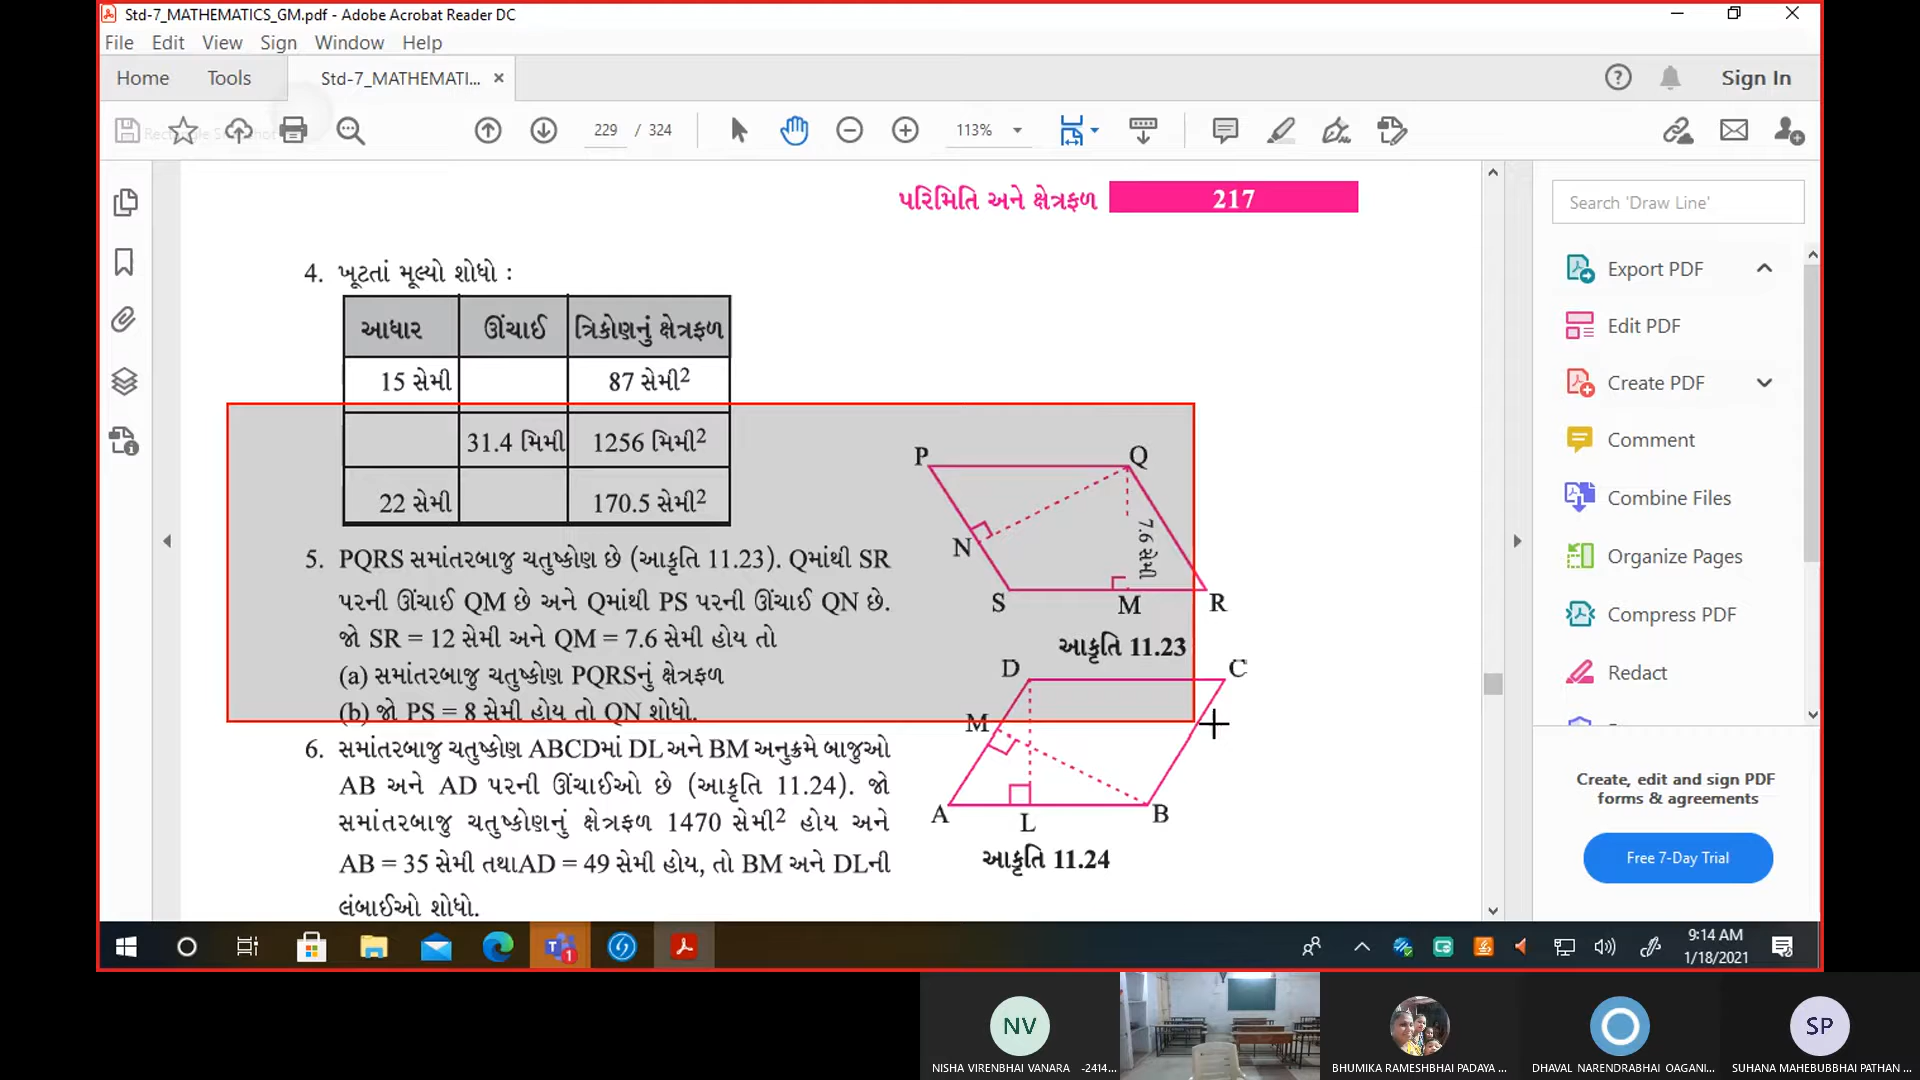 Std-7_MATHEMATICS_GM.pdf - Adobe Acrobat Reader DC
File Edit View Sign Window Help
Home Tools Std-7_MATHEMATI... × Sign In
229 / 324 113%
પરિમિતિ અને ક્ષેત્રફળ 217
4. ખૂટતાં મૂલ્યો શોધો :
આધાર ઊંચાઈ ત્રિકોણનું ક્ષેત્રફળ
15 સેમી 87 સેમી²
31.4 મિમી 1256 મિમી²
22 સેમી 170.5 સેમી²
5. PQRS સમાંતરબાજુ ચતુષ્કોણ છે (આકૃતિ 11.23). Qમાંથી SR
પરની ઊંચાઈ QM છે અને Qમાંથી PS પરની ઊંચાઈ QN છે.
જો SR = 12 સેમી અને QM = 7.6 સેમી હોય તો
(a) સમાંતરબાજુ ચતુષ્કોણ PQRSનું ક્ષેત્રફળ
(b) જો PS = 8 સેમી હોય તો QN શોધો.
P Q
N 7.6 સેમી
S M R
આકૃતિ 11.23
6. સમાંતરબાજુ ચતુષ્કોણ ABCDમાં DL અને BM અનુક્રમે બાજુઓ
AB અને AD પરની ઊંચાઈઓ છે (આકૃતિ 11.24). જો
સમાંતરબાજુ ચતુષ્કોણનું ક્ષેત્રફળ 1470 સેમી² હોય અને
AB = 35 સેમી તથા AD = 49 સેમી હોય, તો BM અને DLની
લંબાઈઓ શોધો.
D C
M
A L B
આકૃતિ 11.24
Search 'Draw Line'
Export PDF
Edit PDF
Create PDF
Comment
Combine Files
Organize Pages
Compress PDF
Redact
Create, edit and sign PDF
forms & agreements
Free 7-Day Trial
1
9:14 AM
1/18/2021
NV
SP
NISHA VIRENBHAI VANARA -2414...
BHUMIKA RAMESHBHAI PADAYA ...
DHAVAL NARENDRABHAI OAGANI...
SUHANA MAHEBUBBHAI PATHAN ...